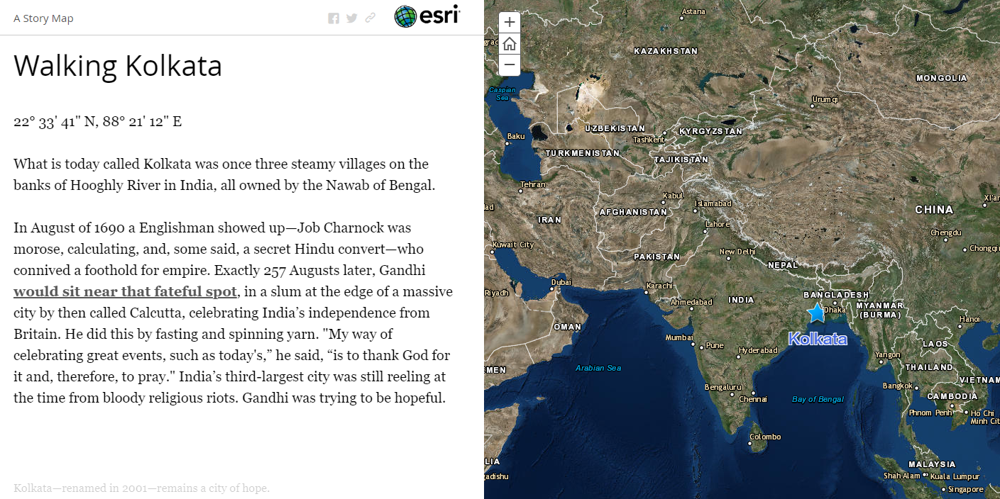 A Story Map
esri
Walking Kolkata
22° 33' 41" N, 88° 21' 12" E
What is today called Kolkata was once three steamy villages on the
banks of Hooghly River in India, all owned by the Nawab of Bengal.
In August of 1690 a Englishman showed up—Job Charnock was
morose, calculating, and, some said, a secret Hindu convert—who
connived a foothold for empire. Exactly 257 Augusts later, Gandhi
would sit near that fateful spot, in a slum at the edge of a massive
city by then called Calcutta, celebrating India’s independence from
Britain. He did this by fasting and spinning yarn. "My way of
celebrating great events, such as today's,” he said, “is to thank God for
it and, therefore, to pray." India’s third-largest city was still reeling at
the time from bloody religious riots. Gandhi was trying to be hopeful.
Kolkata—renamed in 2001—remains a city of hope.
+
−
Astana
grad
KAZAKHSTAN
MONGOLIA
Caspian
Sea
Urumqi
UZBEKISTAN
KYRGYZSTAN
Baku
Tashkent
TURKMENISTAN
TAJIKISTAN
Tehran
Kabul
Islamabad
Xi'an
dad
AFGHANISTAN
CHINA
IRAN
Lahore
Chengdu
Kuwait City
New Delhi
Chongqi
PAKISTAN
NEPAL
Dubai
Karachi
Riyadh
BANGLADESH
Ahmedabad
INDIA
Dhaka
MYANMAR
(BURMA)
Hanoi
OMAN
Mumbai
Kolkata
Pune
LAOS
Hyderabad
Yangon
EMEN
Arabian Sea
THAILAND
VIETNAM
Bengaluru
Bangkok
Chennai
Bay of Bengal
CAMBODIA
Phnom Penh
Ho Chi
Minh Cit
Colombo
LIA
MALAYSIA
gadishu
Shah Alam
Kuala Lumpur
Singapore